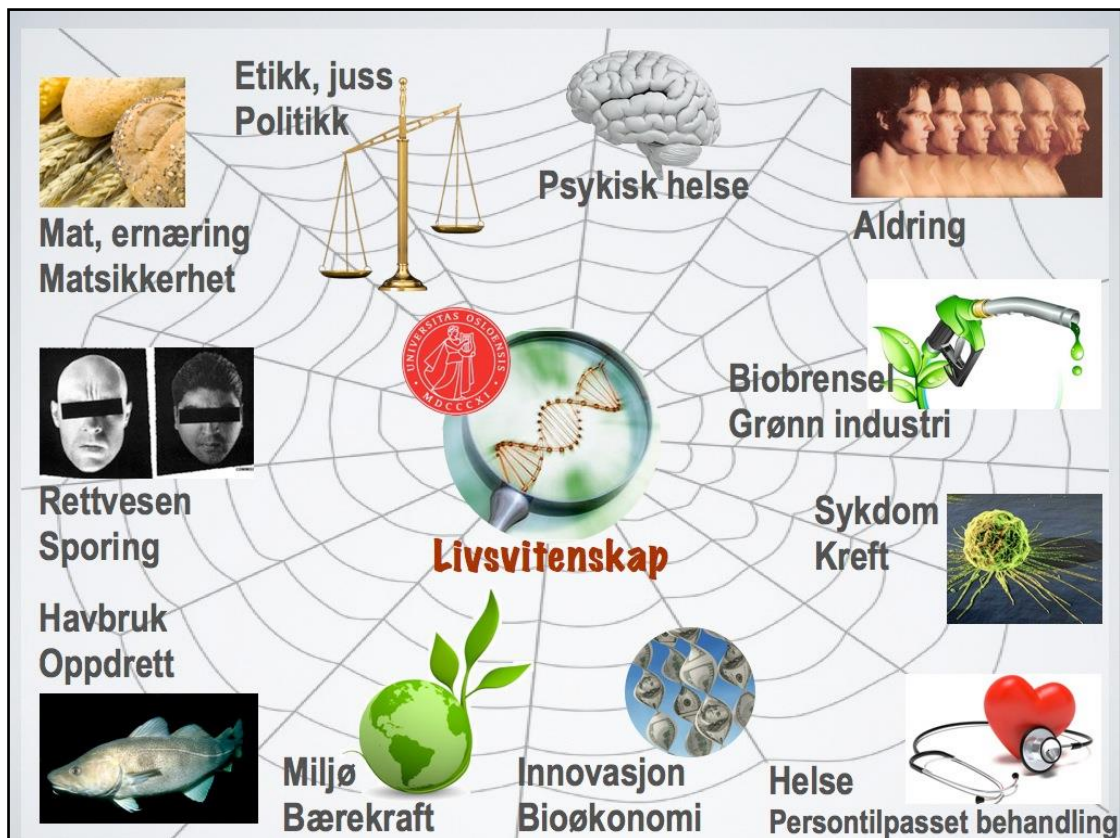 Etikk, juss
Politikk
Psykisk helse
Mat, ernæring
Matsikkerhet
Aldring
UNIVERSITAS OSLOENSIS
MDCCCXI
Biobrensel
Grønn industri
Rettvesen
Sporing
Livsvitenskap
Sykdom
Kreft
Havbruk
Oppdrett
Miljø
Bærekraft
Innovasjon
Bioøkonomi
Helse
Persontilpasset behandling